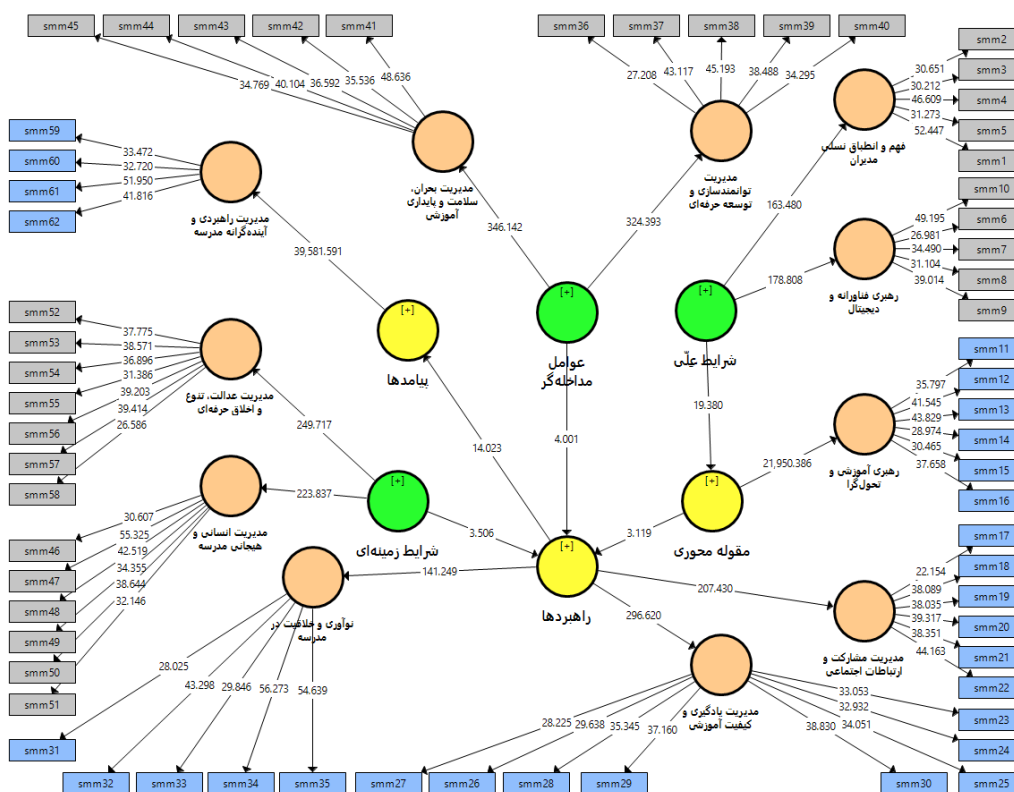 smm45
smm44
smm43
smm42
smm41
smm36
smm37
smm38
smm39
smm40
34.769
40.104
36.592
35.536
48.636
27.208
43.117
45.193
38.488
34.295
smm2
smm3
smm4
smm5
smm1
30.651
30.212
46.609
31.273
52.447
فهم و انطباق نسلی
مدیران
smm59
smm60
smm61
smm62
33.472
32.720
51.950
41.816
مدیریت راهبردی و
آینده‌گرانه مدرسه
مدیریت بحران،
سلامت و پایداری
آموزشی
مدیریت
توانمندسازی و
توسعه حرفه‌ای
39,581.591
346.142
324.393
163.480
178.808
smm10
smm6
smm7
smm8
smm9
49.195
26.981
34.490
31.104
39.014
رهبری فناورانه و
دیجیتال
[+]
پیامدها
[+]
عوامل
مداخله‌گر
[+]
شرایط علّی
smm52
smm53
smm54
smm55
smm56
smm57
smm58
37.775
38.571
36.896
31.386
39.203
39.414
26.586
مدیریت عدالت، تنوع
و اخلاق حرفه‌ای
249.717
14.023
4.001
19.380
smm11
smm12
smm13
smm14
smm15
smm16
35.797
41.545
43.829
28.974
30.465
37.658
رهبری آموزشی و
تحول‌گرا
21,950.386
smm46
smm47
smm48
smm49
smm50
smm51
30.607
55.325
42.519
34.355
38.644
32.146
مدیریت انسانی و
هیجانی مدرسه
223.837
[+]
شرایط زمینه‌ای
3.506
[+]
مقوله محوری
3.119
[+]
راهبردها
141.249
207.430
296.620
smm17
smm18
smm19
smm20
smm21
smm22
22.154
38.089
38.035
39.317
38.351
44.163
مدیریت مشارکت و
ارتباطات اجتماعی
نوآوری و خلاقیت در
مدرسه
28.025
43.298
29.846
56.273
54.639
smm31
smm32
smm33
smm34
smm35
مدیریت یادگیری و
کیفیت آموزشی
28.225
29.638
35.345
37.160
38.830
33.053
32.932
34.051
smm27
smm26
smm28
smm29
smm30
smm23
smm24
smm25